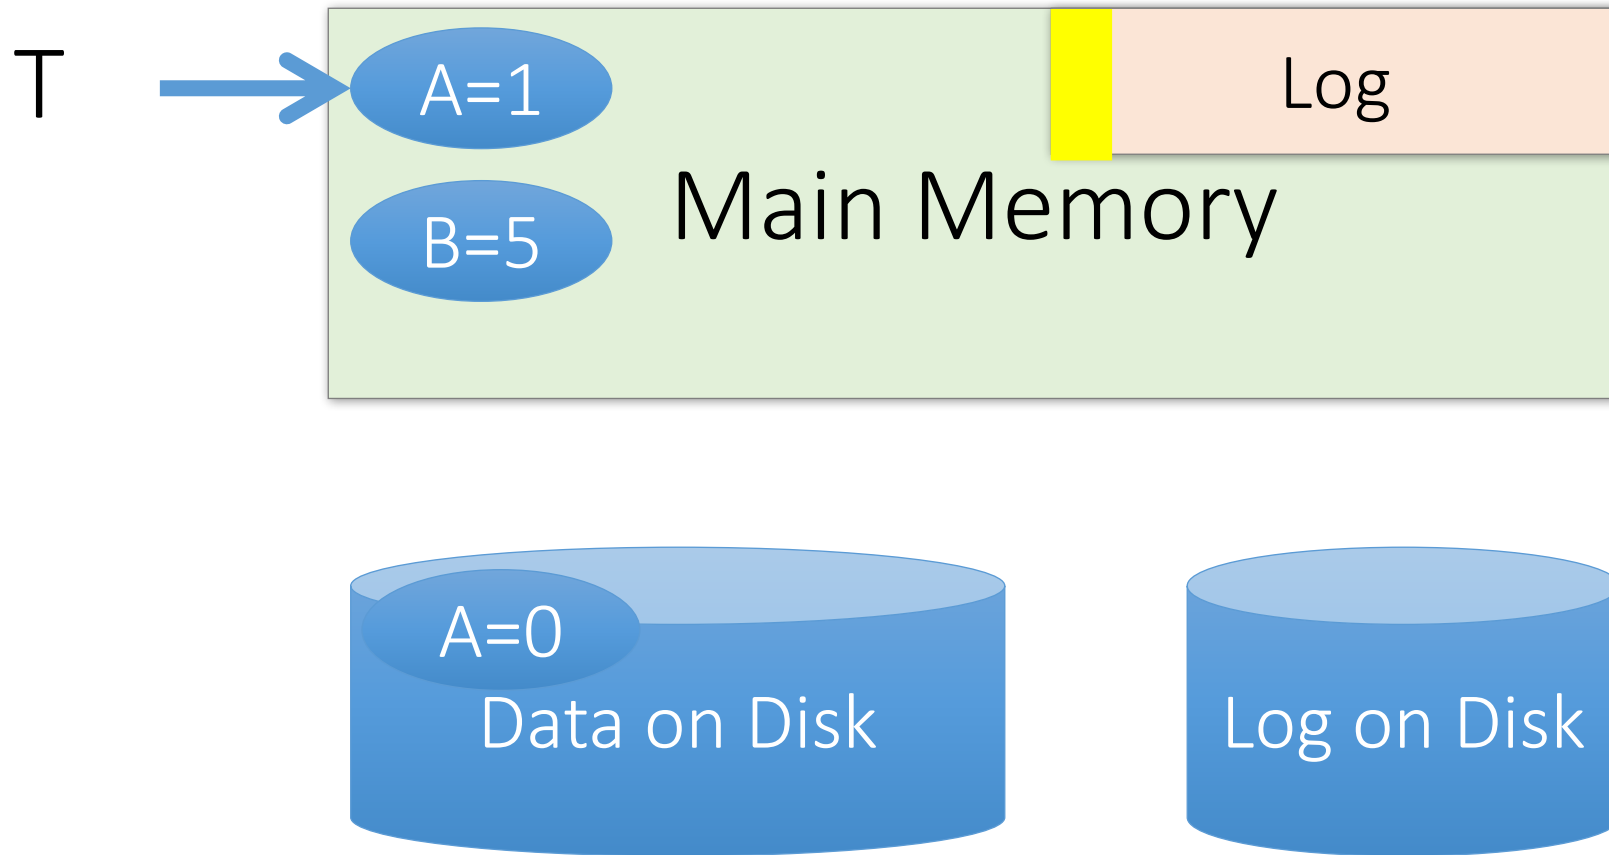 T
A=1
Log
Main Memory
B=5
A=0
Data on Disk
Log on Disk